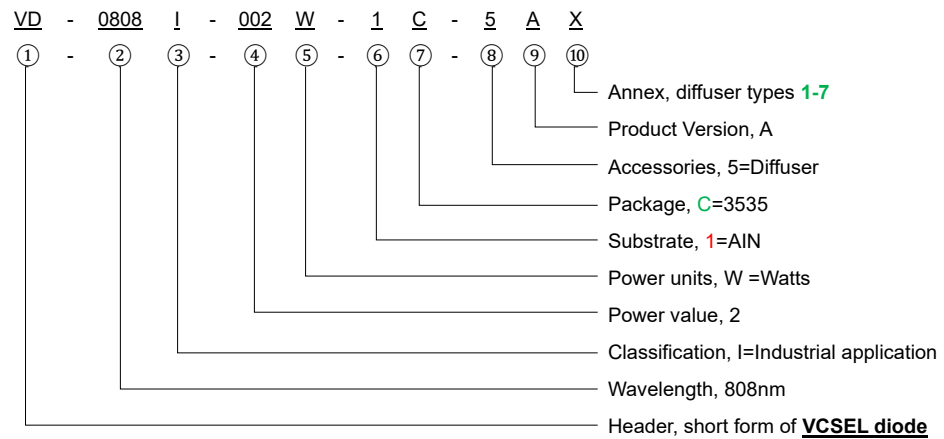 VD - 0808 I - 002 W - 1 C - 5 A X
① - ② ③ - ④ ⑤ - ⑥ ⑦ - ⑧ ⑨ ⑩
Annex, diffuser types 1-7
Product Version, A
Accessories, 5=Diffuser
Package, C=3535
Substrate, 1=AIN
Power units, W =Watts
Power value, 2
Classification, I=Industrial application
Wavelength, 808nm
Header, short form of VCSEL diode